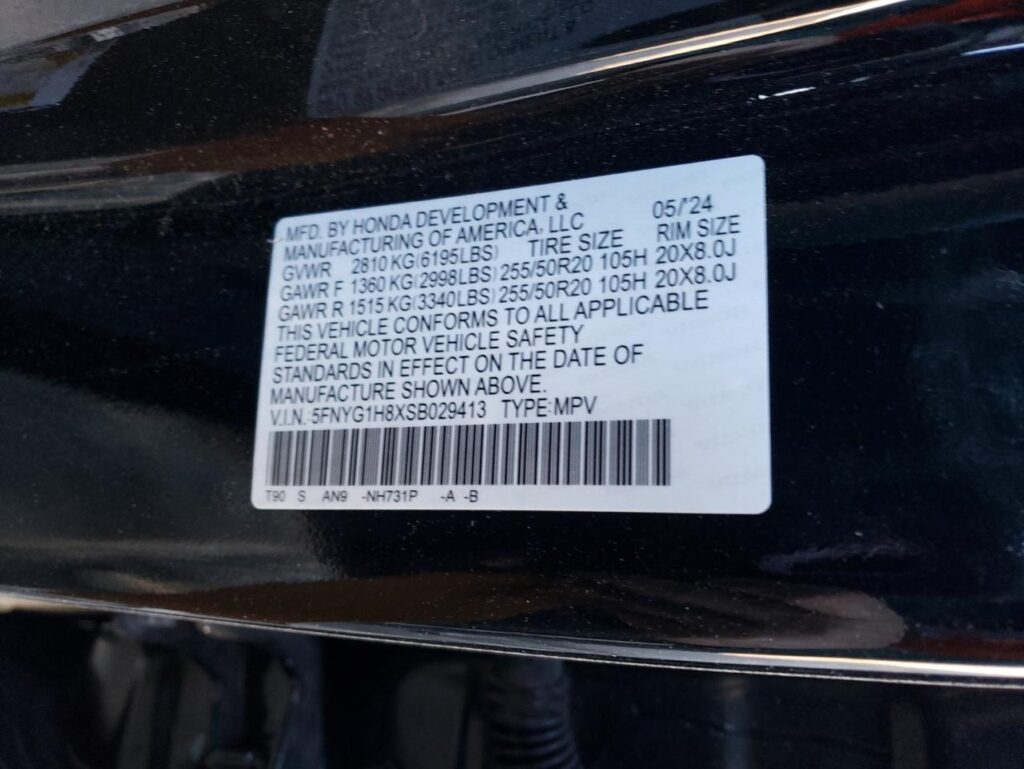 MFD. BY HONDA DEVELOPMENT & 05/'24
MANUFACTURING OF AMERICA, LLC
GVWR 2810 KG(6195LBS) TIRE SIZE RIM SIZE
GAWR F 1360 KG(2998LBS) 255/50R20 105H 20X8.0J
GAWR R 1515 KG(3340LBS) 255/50R20 105H 20X8.0J
THIS VEHICLE CONFORMS TO ALL APPLICABLE
FEDERAL MOTOR VEHICLE SAFETY
STANDARDS IN EFFECT ON THE DATE OF
MANUFACTURE SHOWN ABOVE.
V.I.N.:5FNYG1H8XSB029413 TYPE:MPV
T90 S AN9 -NH731P -A -B